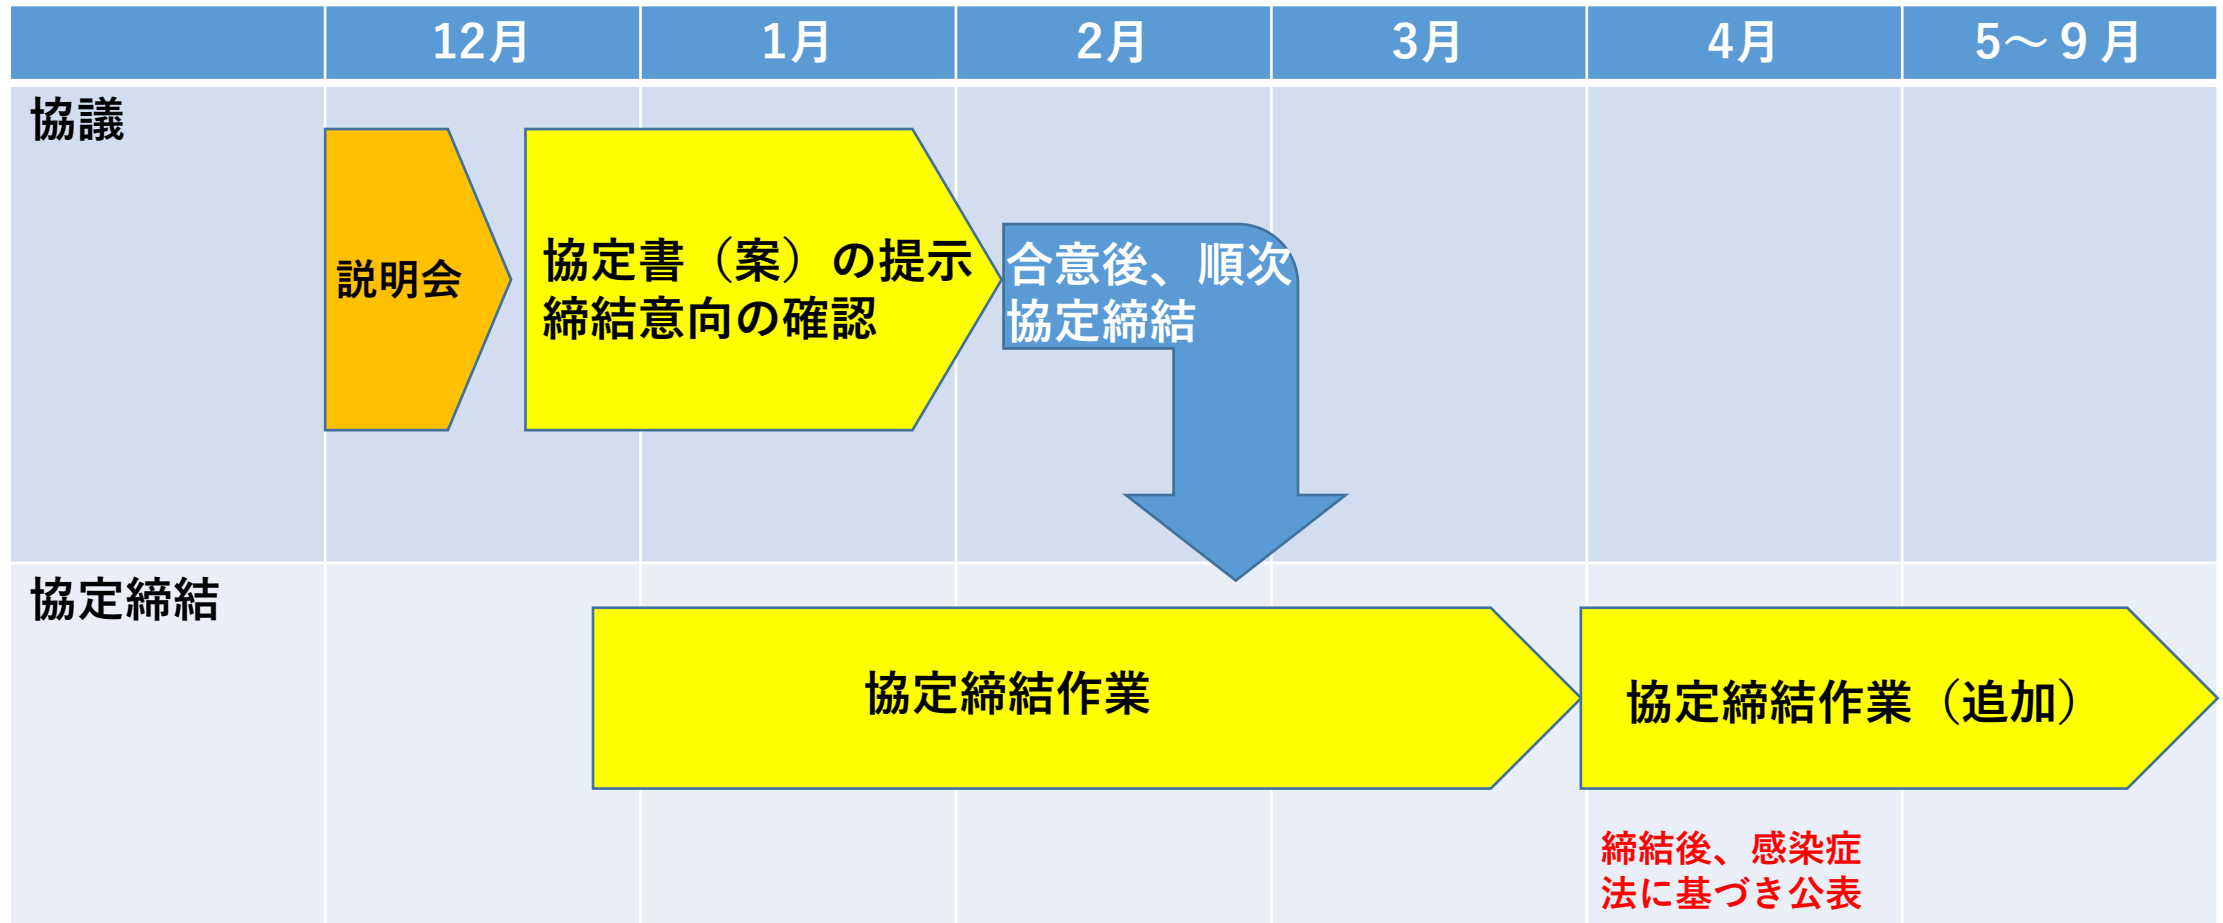 12月
1月
2月
3月
4月
5～９月
協議
説明会
協定書（案）の提示
締結意向の確認
合意後、順次
協定締結
協定締結
協定締結作業
協定締結作業（追加）
締結後、感染症
法に基づき公表